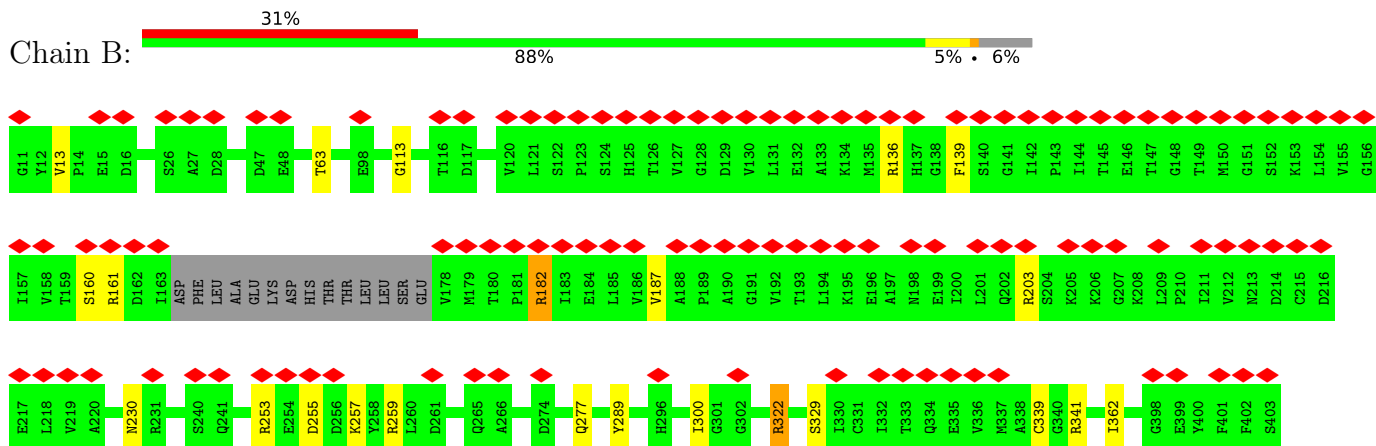 31%
Chain B:
88% 5% • 6%
G11 Y12 V13 P14 E15 D16 S26 A27 D28 D47 E48 T63 E98 G113 T116 D117 V120 L121 S122 P123 S124 H125 T126 V127 G128 D129 V130 L131 E132 A133 K134 M135 R136 H137 G138 F139 S140 G141 I142 P143 I144 T145 E146 T147 G148 T149 M150 G151 S152 K153 L154 V155 G156
I157 V158 T159 S160 R161 D162 I163 ASP PHE LEU ALA GLU LYS ASP HIS THR THR LEU LEU SER GLU V178 M179 T180 P181 R182 I183 E184 L185 V186 V187 A188 P189 A190 G191 V192 T193 L194 K195 E196 A197 N198 E199 I200 L201 Q202 R203 S204 K205 K206 G207 K208 L209 P210 I211 V212 N213 D214 C215 D216
E217 L218 V219 A220 N230 R231 S240 Q241 R253 E254 D255 D256 K257 Y258 R259 L260 D261 Q265 A266 D274 Q277 Y289 H296 I300 G301 G302 R322 S329 I330 C331 I332 T333 Q334 E335 V336 M337 A338 C339 G340 R341 I362 G398 E399 Y400 F401 F402 S403